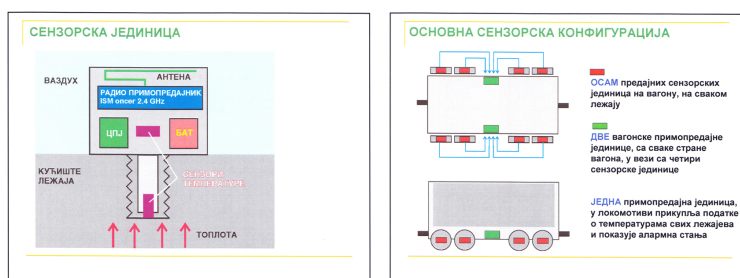 СЕНЗОРСКА ЈЕДИНИЦА
ВАЗДУХ
АНТЕНА
РАДИО ПРИМОПРЕДАЈНИК
ISM опсег 2.4 GHz
ЦПЈ
БАТ
КУЋИШТЕ
ЛЕЖАЈА
СЕНЗОРИ
ТЕМПЕРАТУРЕ
ТОПЛОТА
ОСНОВНА СЕНЗОРСКА КОНФИГУРАЦИЈА
ОСАМ предајних сензорских
јединица на вагону, на сваком
лежају
ДВЕ вагонске примопредајне
јединице, са сваке стране
вагона, у вези са четири
сензорске јединице
ЈЕДНА примопредајна јединица,
у локомотиви прикупља податке
о температурама свих лежајева
и показује алармна стања